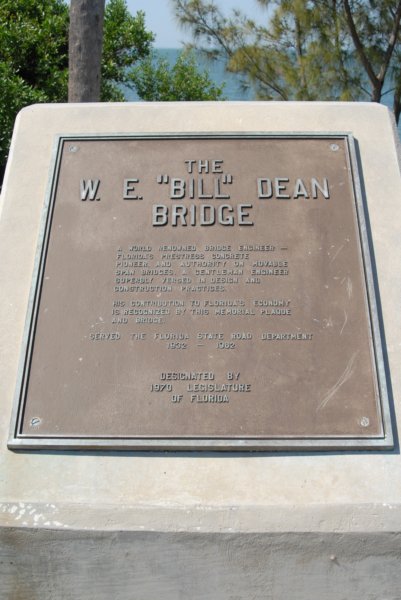 THE
W. E. "BILL" DEAN
BRIDGE
A WORLD RENOWNED BRIDGE ENGINEER —
FLORIDA'S PRESTRESS CONCRETE
PIONEER AND AUTHORITY ON MOVABLE
SPAN BRIDGES. A GENTLEMAN ENGINEER
SUPERBLY VERSED IN DESIGN AND
CONSTRUCTION PRACTICES.
HIS CONTRIBUTION TO FLORIDA'S ECONOMY
IS RECOGNIZED BY THIS MEMORIAL PLAQUE
AND BRIDGE.
SERVED THE FLORIDA STATE ROAD DEPARTMENT
1932 — 1962
DESIGNATED BY
1970 LEGISLATURE
OF FLORIDA